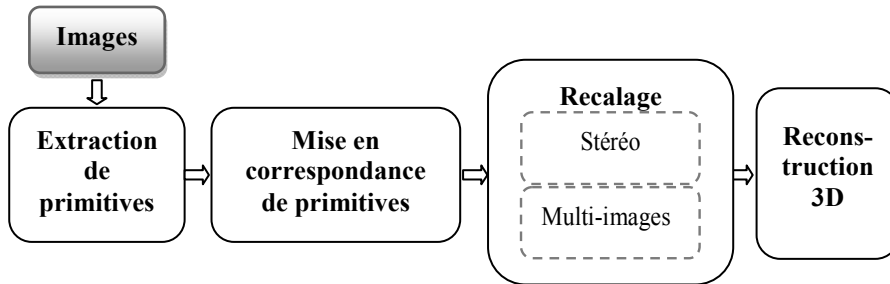 Images
Extraction
de
primitives
Mise en
correspondance
de primitives
Recalage
Stéréo
Multi-images
Recons-
truction
3D